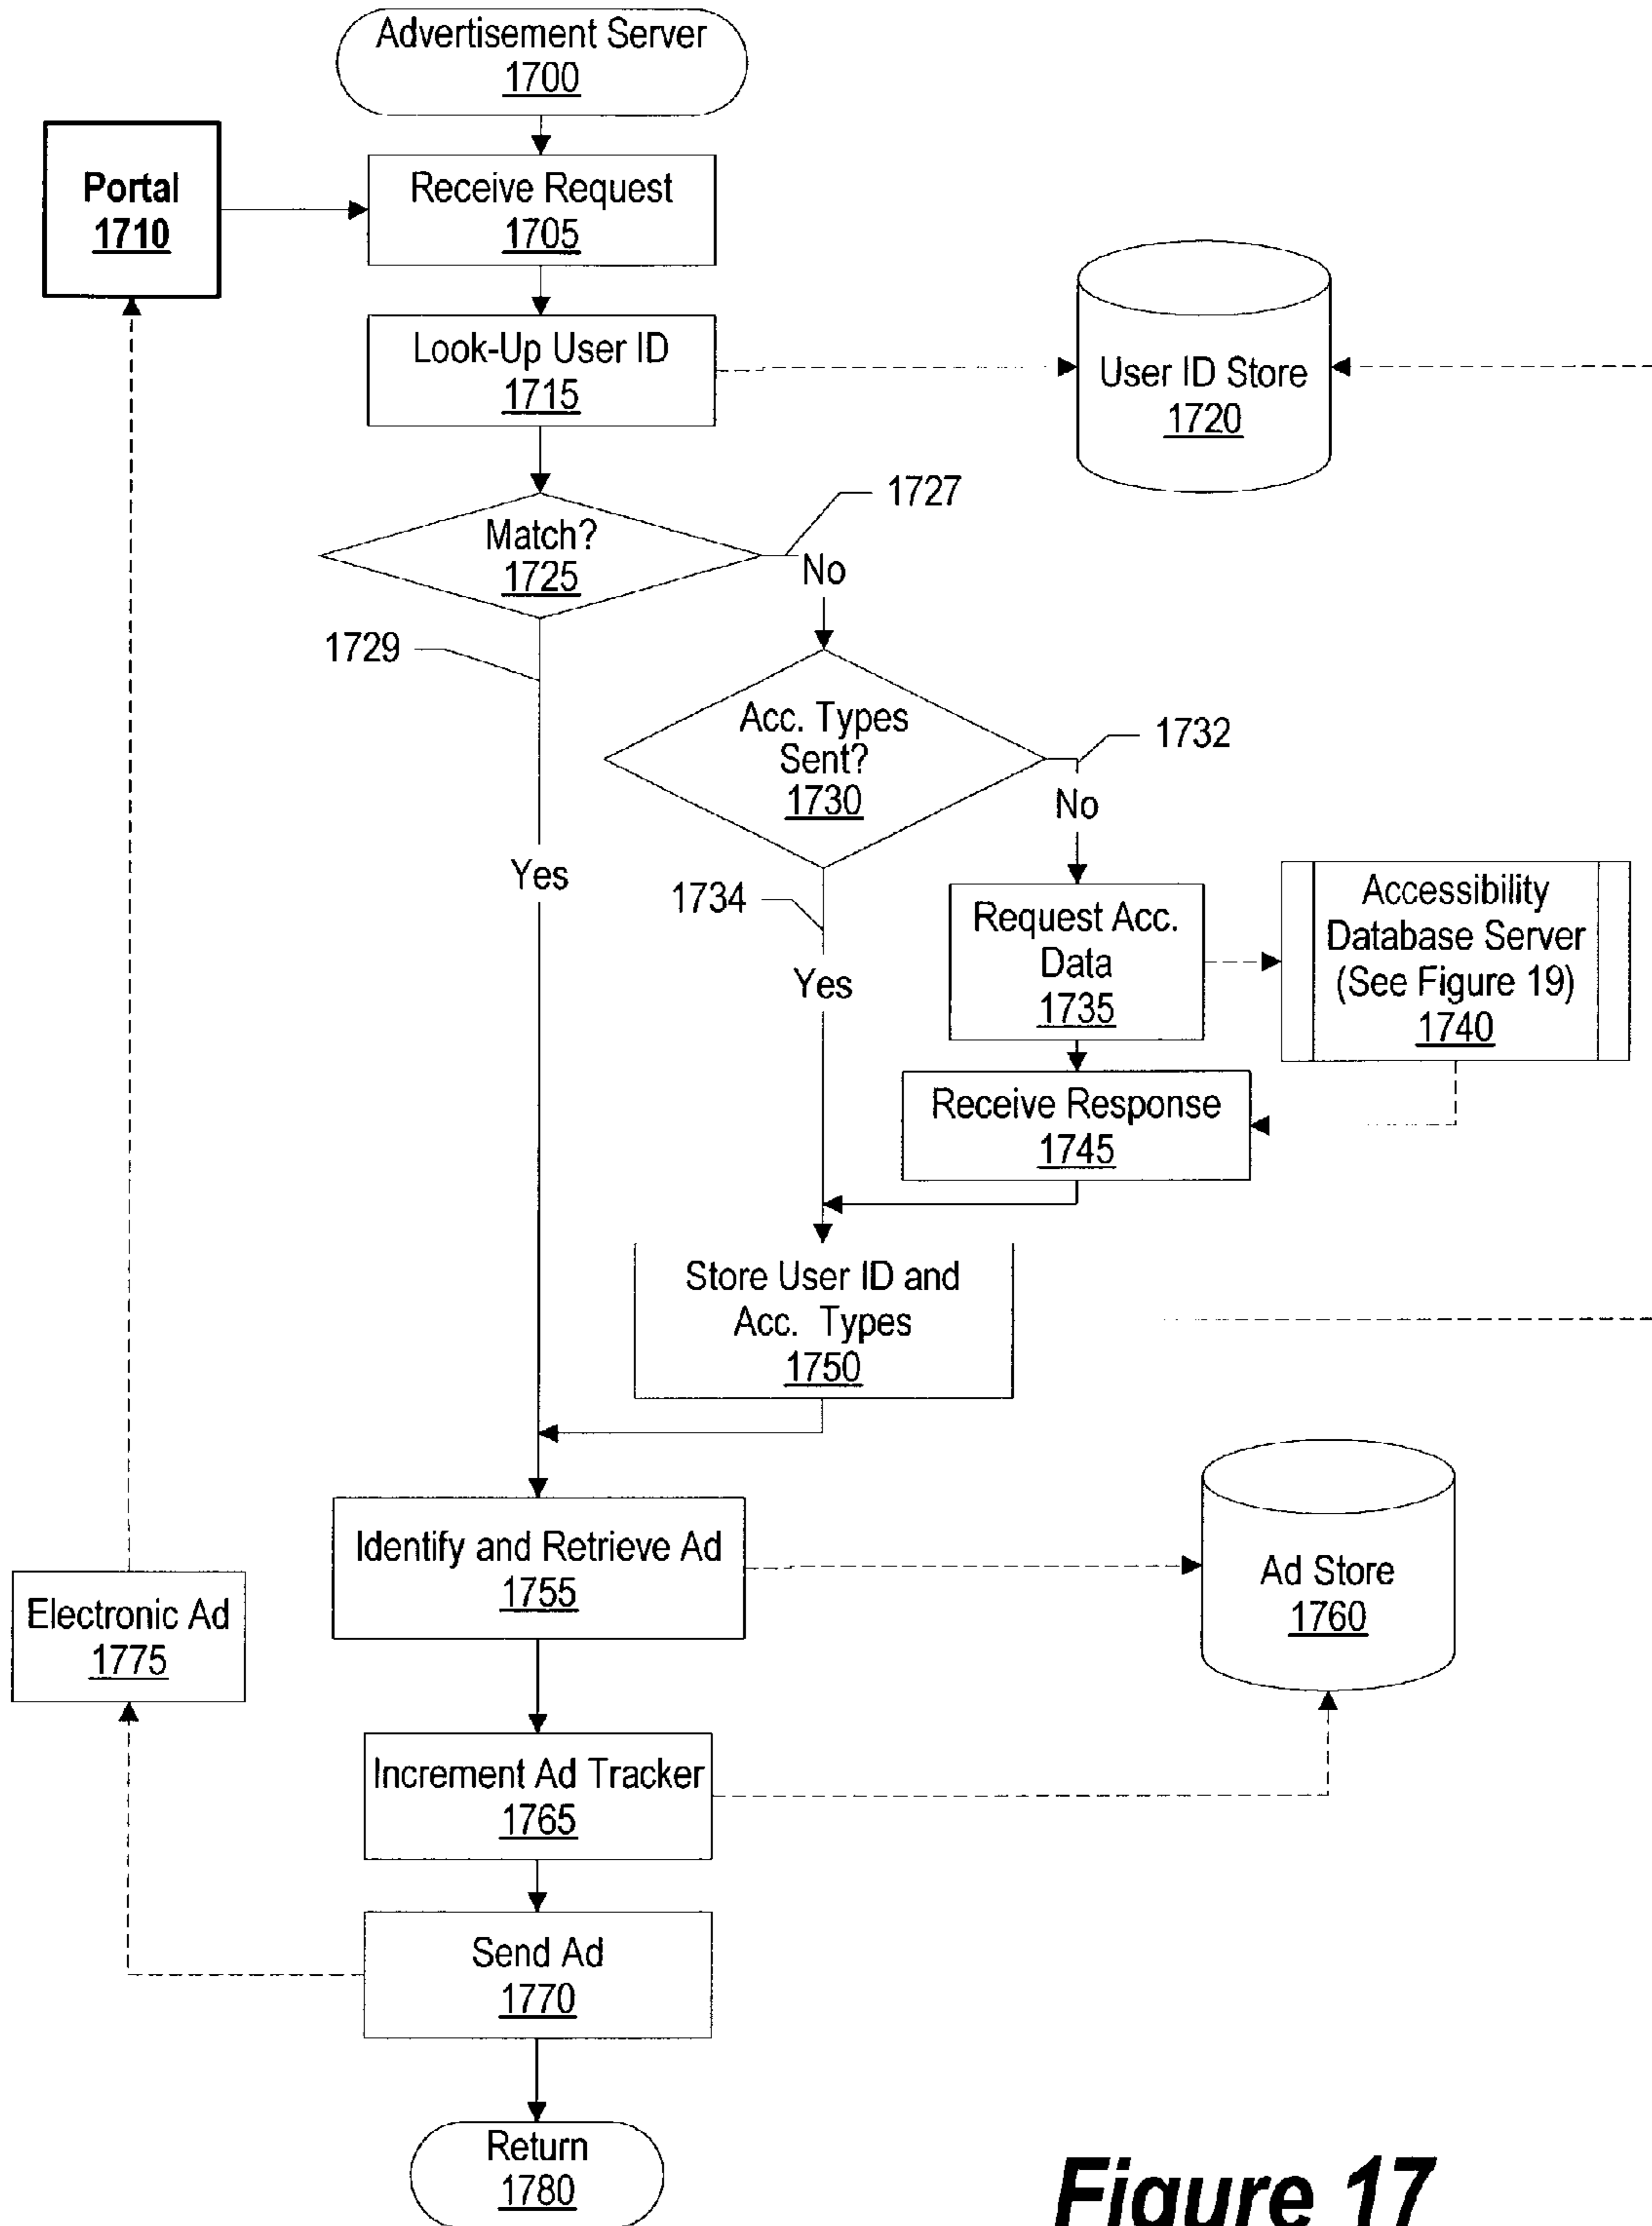 Advertisement Server
1700
Portal
1710
Receive Request
1705
Look-Up User ID
1715
User ID Store
1720
Match?
1725
1727
No
1729
Acc. Types
Sent?
1730
1732
No
Yes
1734
Yes
Request Acc.
Data
1735
Accessibility
Database Server
(See Figure 19)
1740
Receive Response
1745
Store User ID and
Acc. Types
1750
Identify and Retrieve Ad
1755
Ad Store
1760
Electronic Ad
1775
Increment Ad Tracker
1765
Send Ad
1770
Return
1780
Figure 17